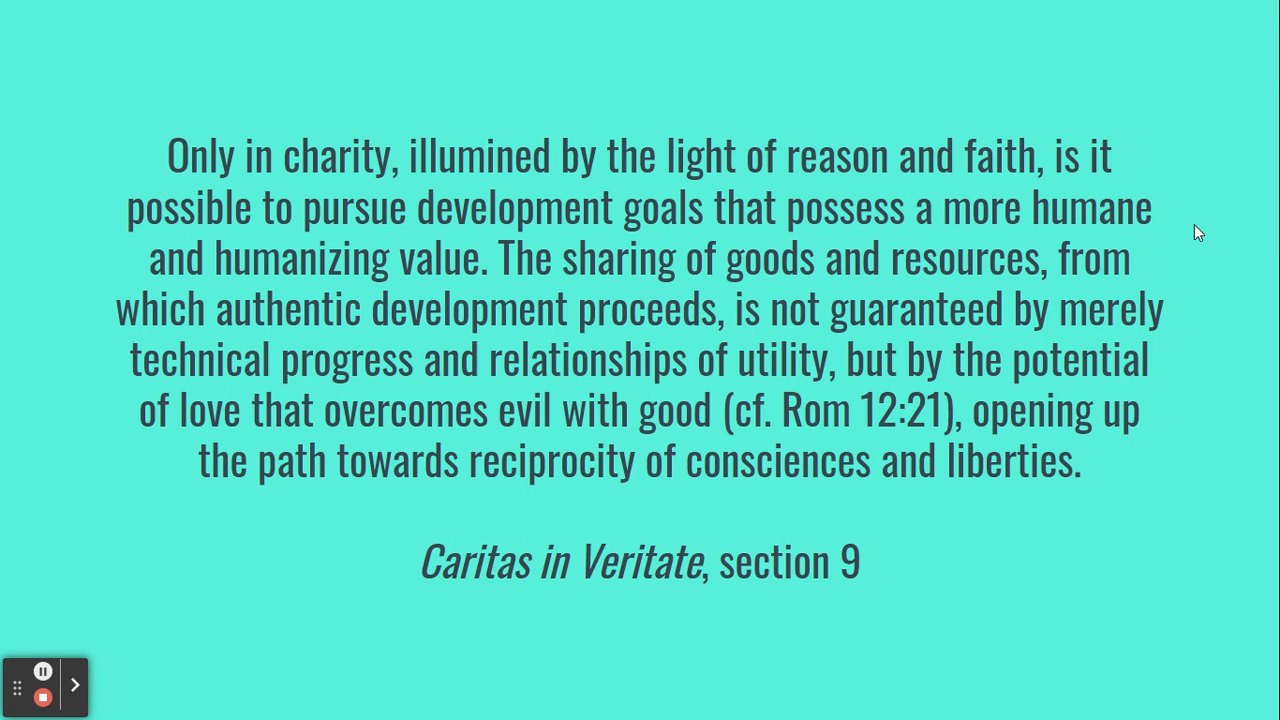 Only in charity, illumined by the light of reason and faith, is it
possible to pursue development goals that possess a more humane
and humanizing value. The sharing of goods and resources, from
which authentic development proceeds, is not guaranteed by merely
technical progress and relationships of utility, but by the potential
of love that overcomes evil with good (cf. Rom 12:21), opening up
the path towards reciprocity of consciences and liberties.
Caritas in Veritate, section 9